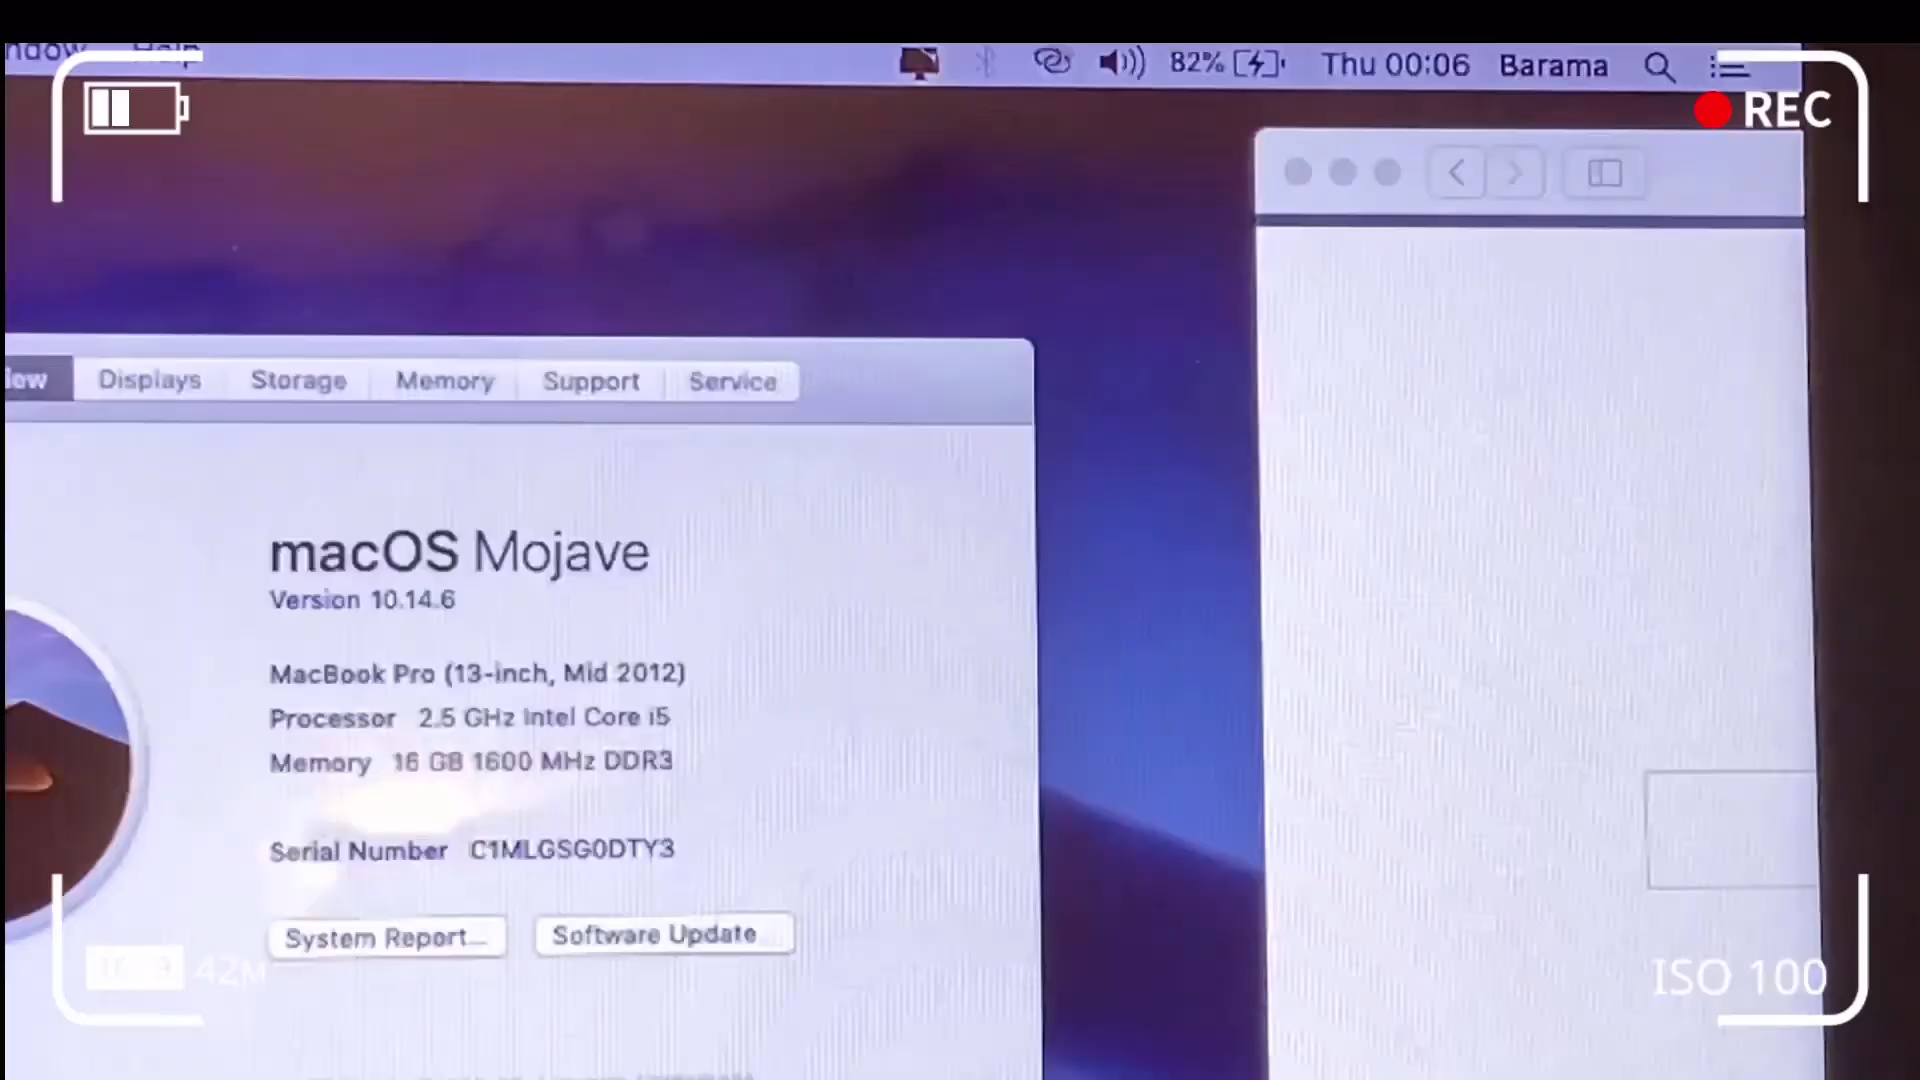 Help
82%
Thu 00:06
Barama
REC
Displays
Storage
Memory
Support
Service
macOS Mojave
Version 10.14.6
MacBook Pro (13-inch, Mid 2012)
Processor 2.5 GHz Intel Core i5
Memory 16 GB 1600 MHz DDR3
Serial Number C1MLGSG0DTY3
System Report...
Software Update...
42M
ISO 100